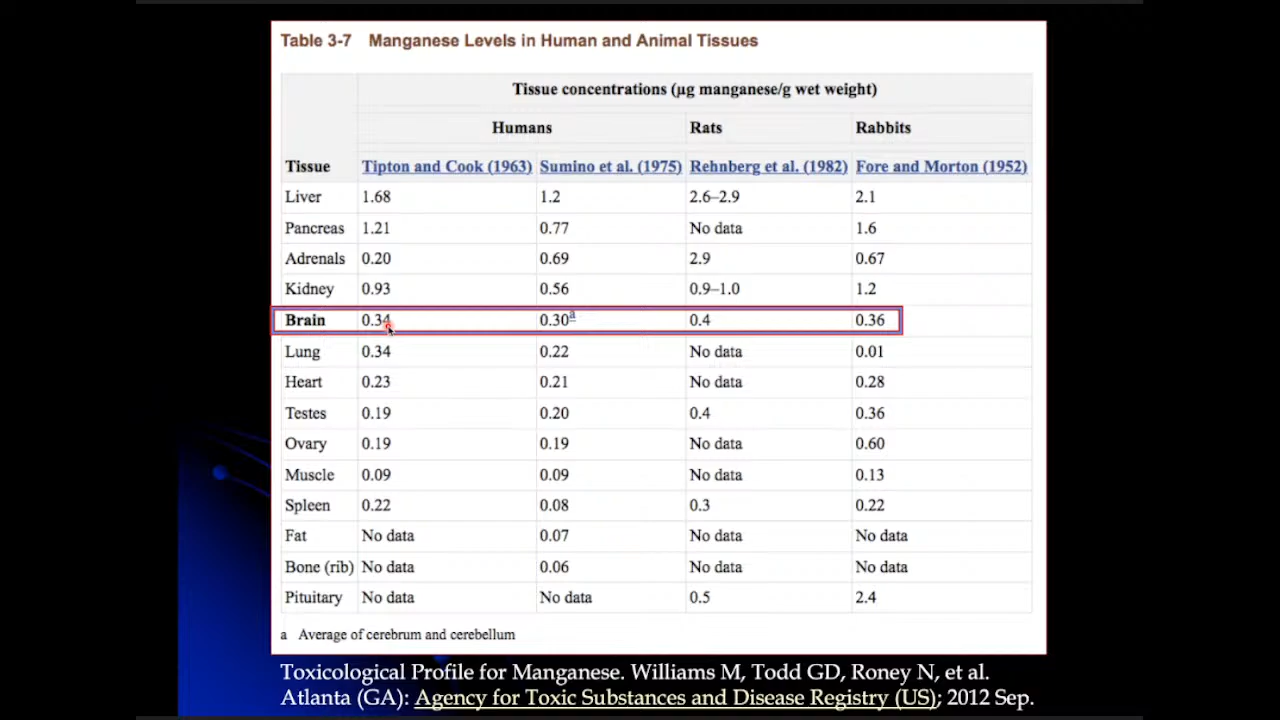 Table 3-7 Manganese Levels in Human and Animal Tissues
Tissue concentrations (µg manganese/g wet weight)
Humans Rats Rabbits
Tissue Tipton and Cook (1963) Sumino et al. (1975) Rehnberg et al. (1982) Fore and Morton (1952)
Liver 1.68 1.2 2.6–2.9 2.1
Pancreas 1.21 0.77 No data 1.6
Adrenals 0.20 0.69 2.9 0.67
Kidney 0.93 0.56 0.9–1.0 1.2
Brain 0.34 0.30a 0.4 0.36
Lung 0.34 0.22 No data 0.01
Heart 0.23 0.21 No data 0.28
Testes 0.19 0.20 0.4 0.36
Ovary 0.19 0.19 No data 0.60
Muscle 0.09 0.09 No data 0.13
Spleen 0.22 0.08 0.3 0.22
Fat No data 0.07 No data No data
Bone (rib) No data 0.06 No data No data
Pituitary No data No data 0.5 2.4
a Average of cerebrum and cerebellum
Toxicological Profile for Manganese. Williams M, Todd GD, Roney N, et al.
Atlanta (GA): Agency for Toxic Substances and Disease Registry (US); 2012 Sep.